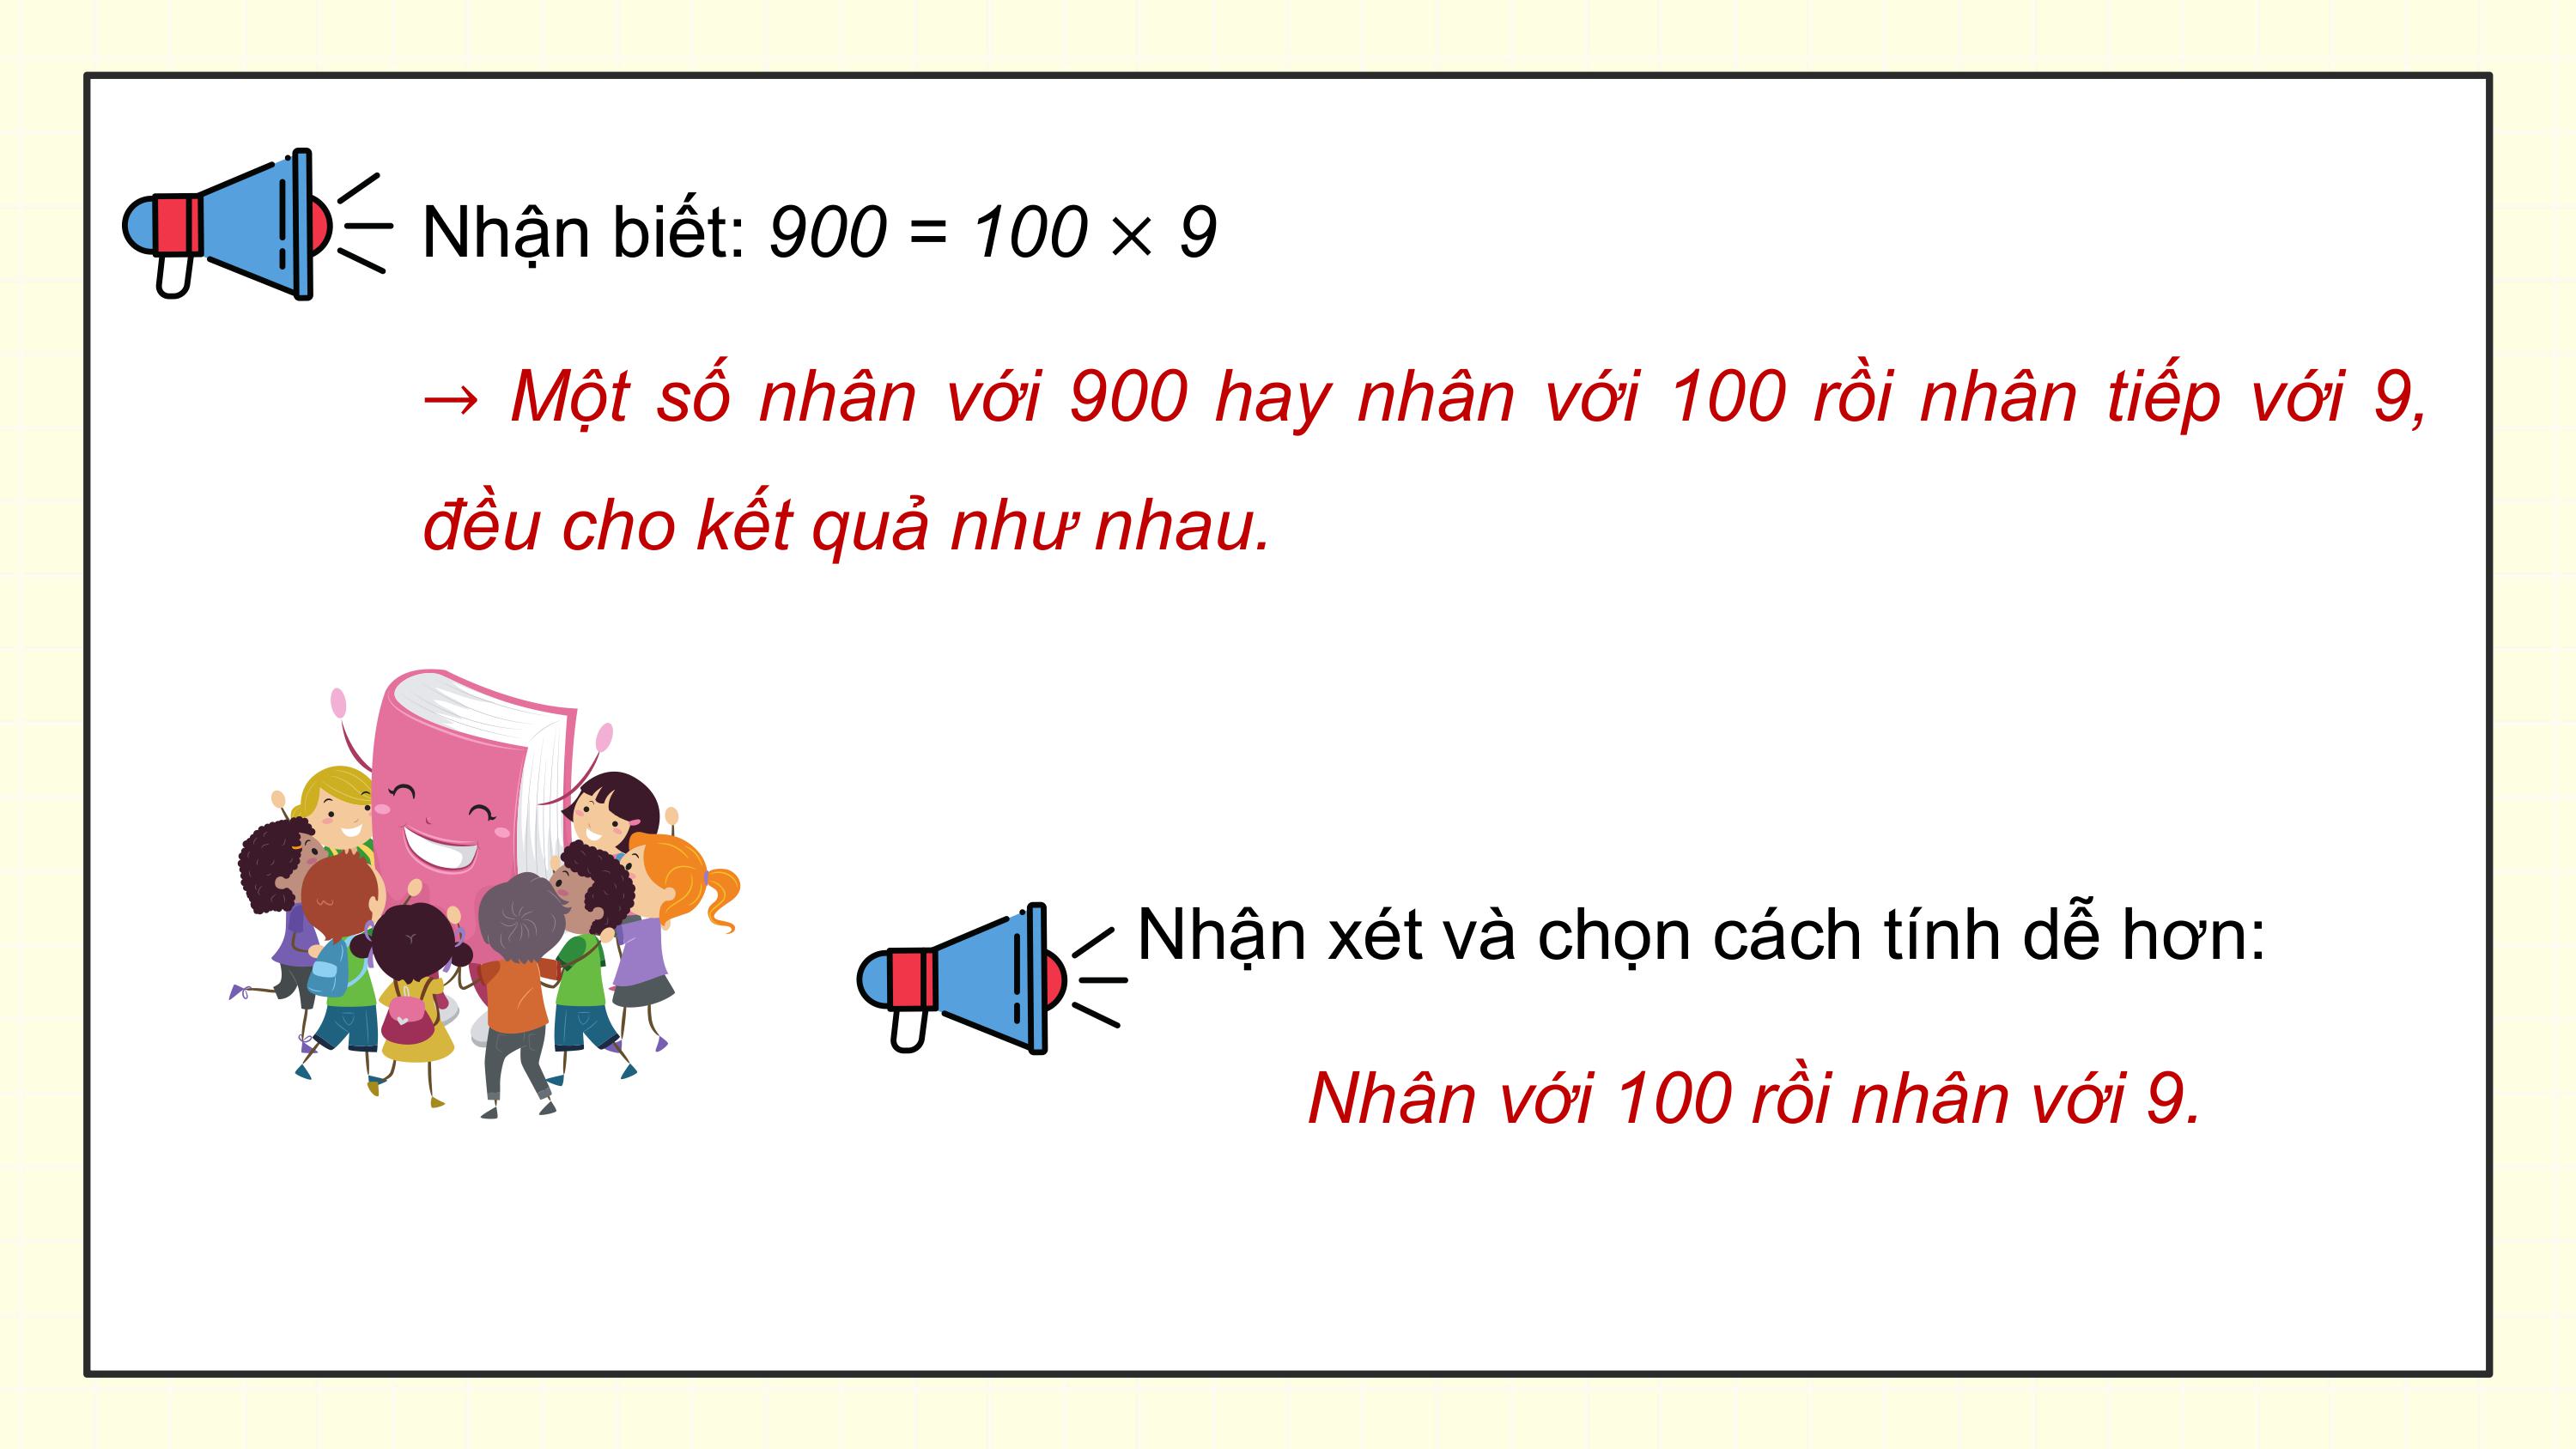 Nhận biết: 900 = 100 × 9
→ Một số nhân với 900 hay nhân với 100 rồi nhân tiếp với 9,
đều cho kết quả như nhau.
Nhận xét và chọn cách tính dễ hơn:
Nhân với 100 rồi nhân với 9.